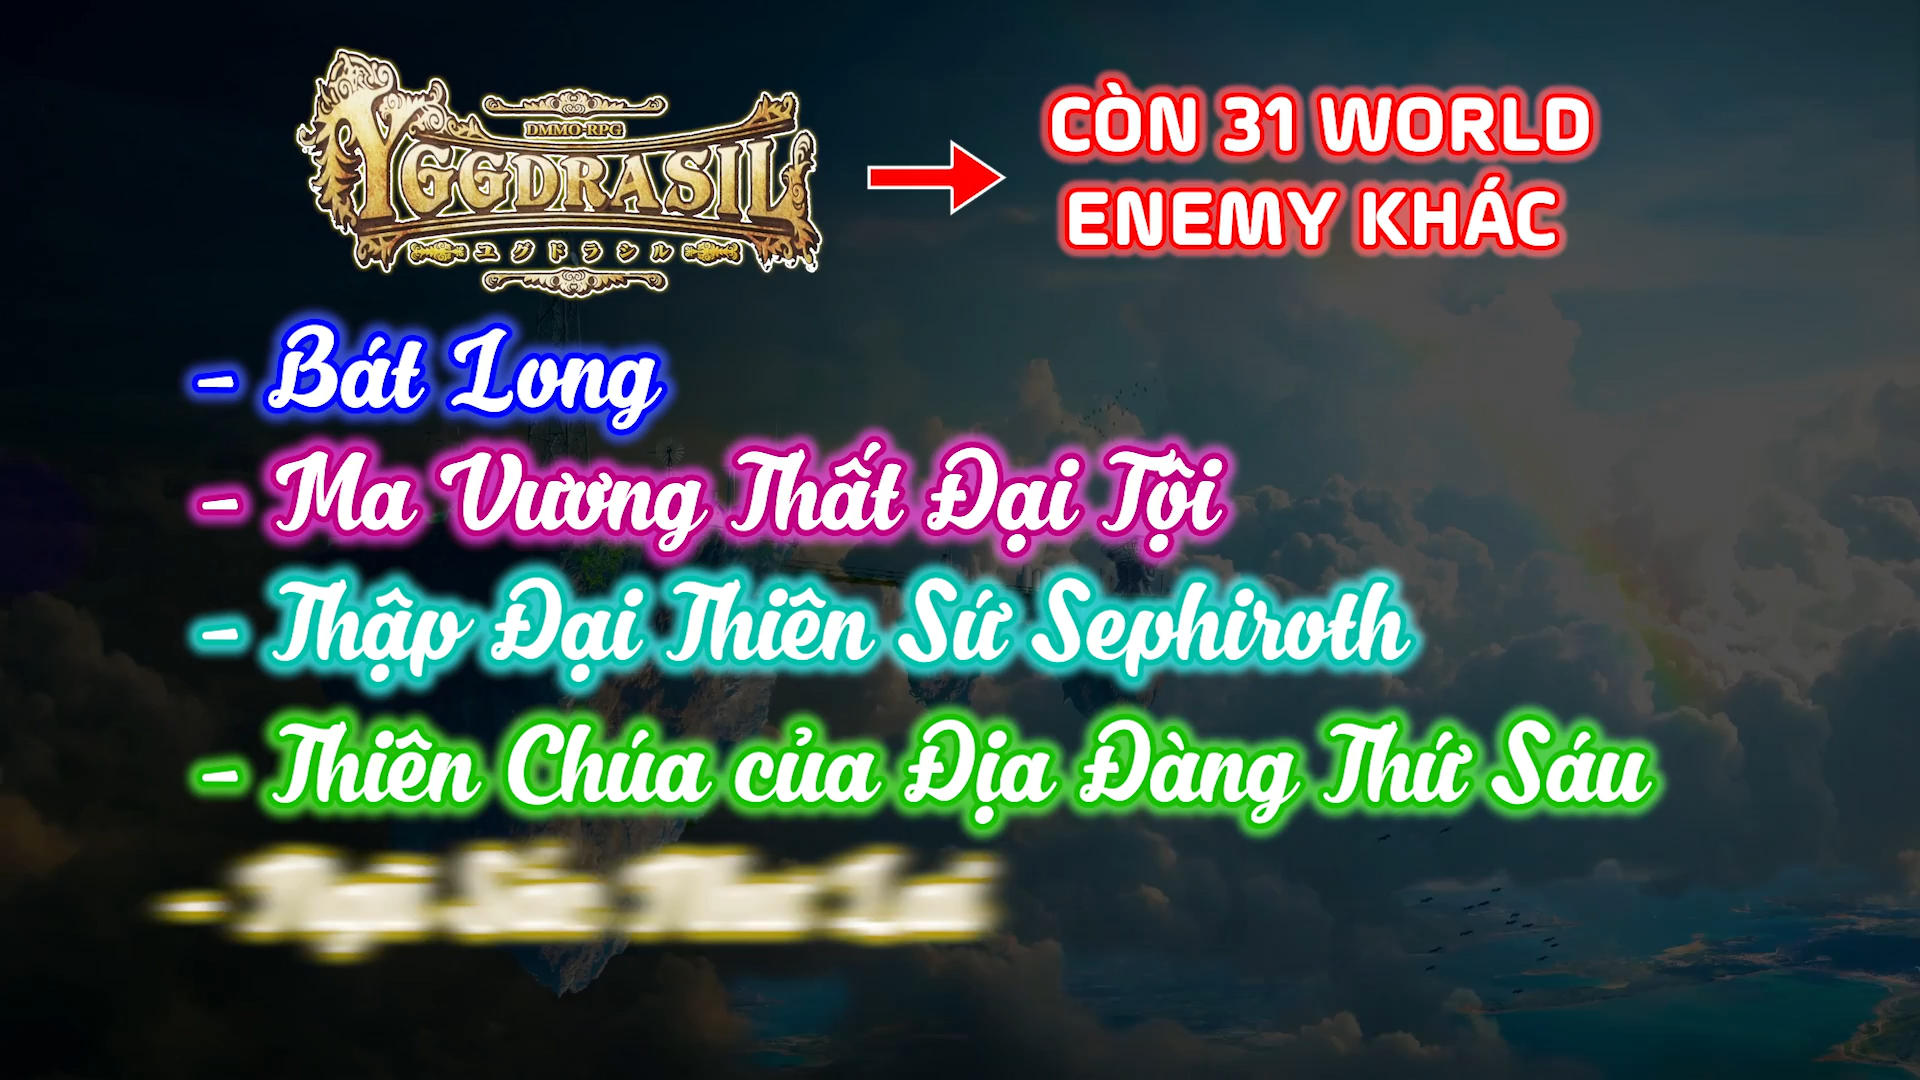 DMMO-RPG
YGGDRASIL
ユグドラシル
CÒN 31 WORLD
ENEMY KHÁC
- Bát Long
- Ma Vương Thất Đại Tội
- Thập Đại Thiên Sứ Sephiroth
- Thiên Chúa của Địa Đàng Thứ Sáu